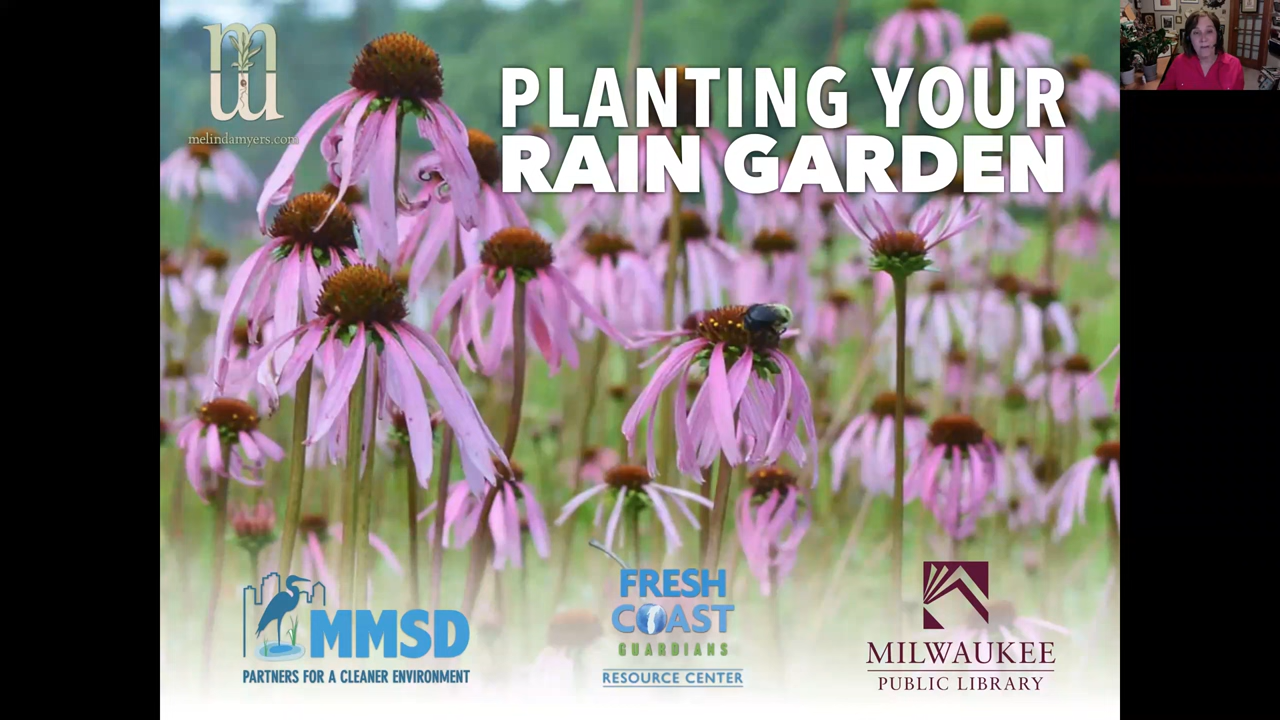 melindamyers.com
PLANTING YOUR
RAIN GARDEN
MMSD
PARTNERS FOR A CLEANER ENVIRONMENT
FRESH
COAST
GUARDIANS
RESOURCE CENTER
MILWAUKEE
PUBLIC LIBRARY